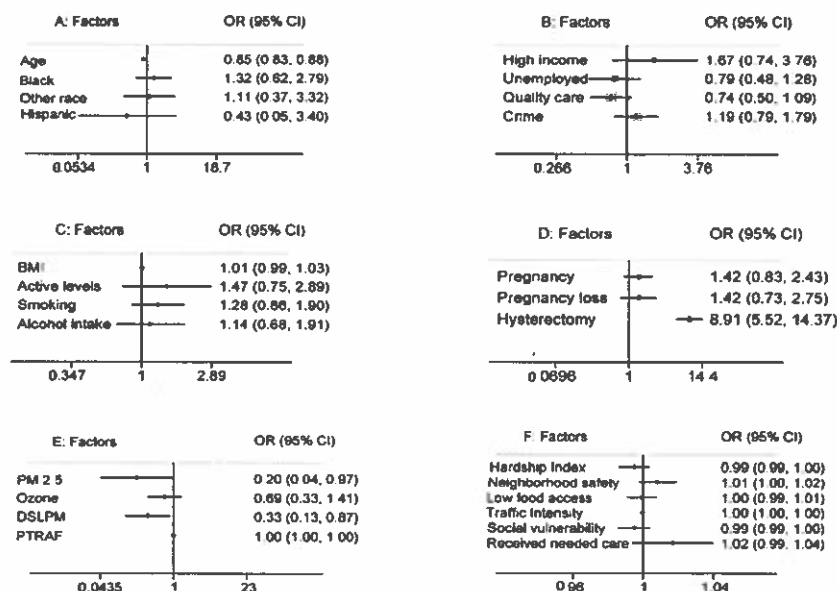 A: Factors OR (95% CI)
Age 0.85 (0.83, 0.88)
Black 1.32 (0.62, 2.79)
Other race 1.11 (0.37, 3.32)
Hispanic 0.43 (0.05, 3.40)
0.0534 1 18.7
B: Factors OR (95% CI)
High income 1.67 (0.74, 3.76)
Unemployed 0.79 (0.48, 1.28)
Quality care 0.74 (0.50, 1.09)
Crime 1.19 (0.79, 1.79)
0.266 1 3.76
C: Factors OR (95% CI)
BMI 1.01 (0.99, 1.03)
Active levels 1.47 (0.75, 2.89)
Smoking 1.28 (0.86, 1.90)
Alcohol intake 1.14 (0.68, 1.91)
0.347 1 2.89
D: Factors OR (95% CI)
Pregnancy 1.42 (0.83, 2.43)
Pregnancy loss 1.42 (0.73, 2.75)
Hysterectomy 8.91 (5.52, 14.37)
0.0696 1 14.4
E: Factors OR (95% CI)
PM 2.5 0.20 (0.04, 0.97)
Ozone 0.69 (0.33, 1.41)
DSLPM 0.33 (0.13, 0.87)
PTRAF 1.00 (1.00, 1.00)
0.0435 1 23
F: Factors OR (95% CI)
Hardship Index 0.99 (0.99, 1.00)
Neighborhood safety 1.01 (1.00, 1.02)
Low food access 1.00 (0.99, 1.01)
Traffic Intensity 1.00 (1.00, 1.00)
Social vulnerability 0.99 (0.99, 1.00)
Received needed care 1.02 (0.99, 1.04)
0.96 1 1.04